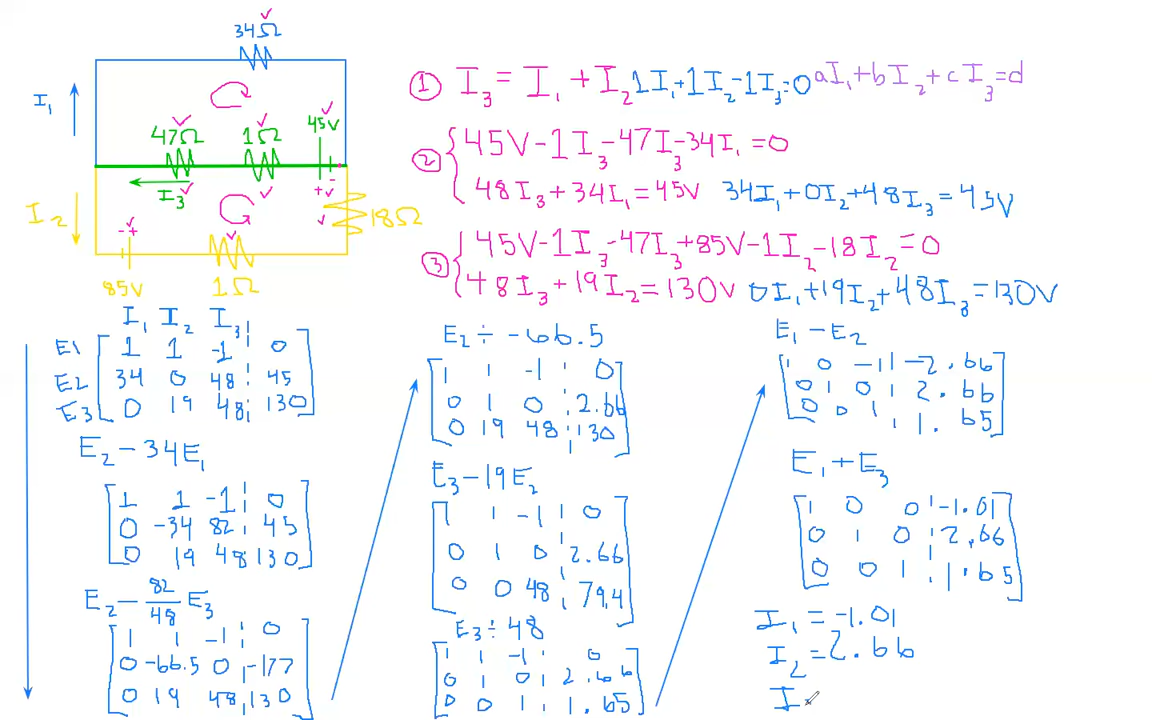 34Ω
I₁
47Ω 1Ω 45V
I₃
- +
I₂
- +
18Ω
85V 1Ω
① I₃ = I₁ + I₂ 1I₁+1I₂-1I₃=0 aI₁+bI₂+cI₃=d
② 45V-1I₃-47I₃-34I₁=0
48I₃+34I₁=45V 34I₁+0I₂+48I₃=45V
③ 45V-1I₃-47I₃+85V-1I₂-18I₂=0
48I₃+19I₂=130V 0I₁+19I₂+48I₃=130V
I₁ I₂ I₃
E1 1 1 -1 0
E2 34 0 48 45
E3 0 19 48 130
E₂-34E₁
1 1 -1 0
0 -34 82 45
0 19 48 130
E₂-82/48 E₃
1 1 -1 0
0 -66.5 0 -177
0 19 48 130
E₂ ÷ -66.5
1 1 -1 0
0 1 0 2.66
0 19 48 130
E₃-19E₂
1 1 -1 0
0 1 0 2.66
0 0 48 79.4
E₃÷48
1 1 -1 0
0 1 0 2.66
0 0 1 1.65
E₁-E₂
1 0 -1 -2.66
0 1 0 2.66
0 0 1 1.65
E₁+E₃
1 0 0 -1.01
0 1 0 2.66
0 0 1 1.65
I₁=-1.01
I₂=2.66
I